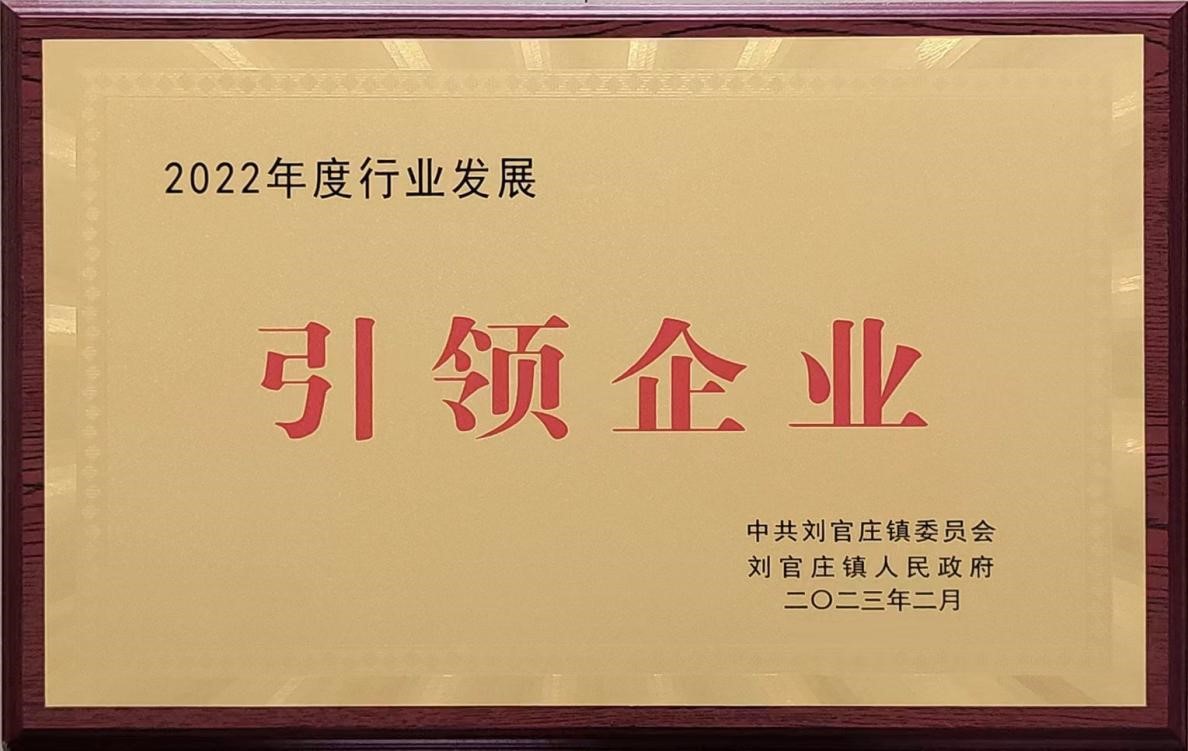 2022年度行业发展
引领企业
中共刘官庄镇委员会
刘官庄镇人民政府
二〇二三年二月